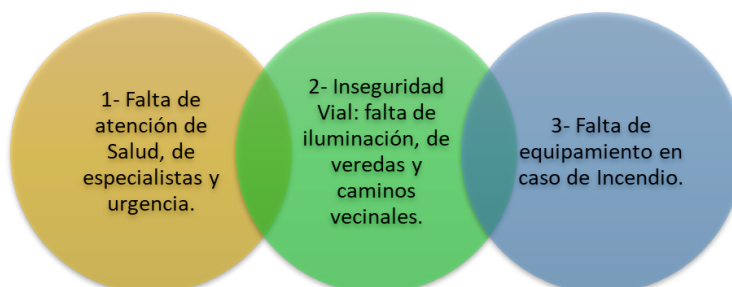 1- Falta de
atención de
Salud, de
especialistas y
urgencia.
2- Inseguridad
Vial: falta de
iluminación, de
veredas y
caminos
vecinales.
3- Falta de
equipamiento en
caso de Incendio.